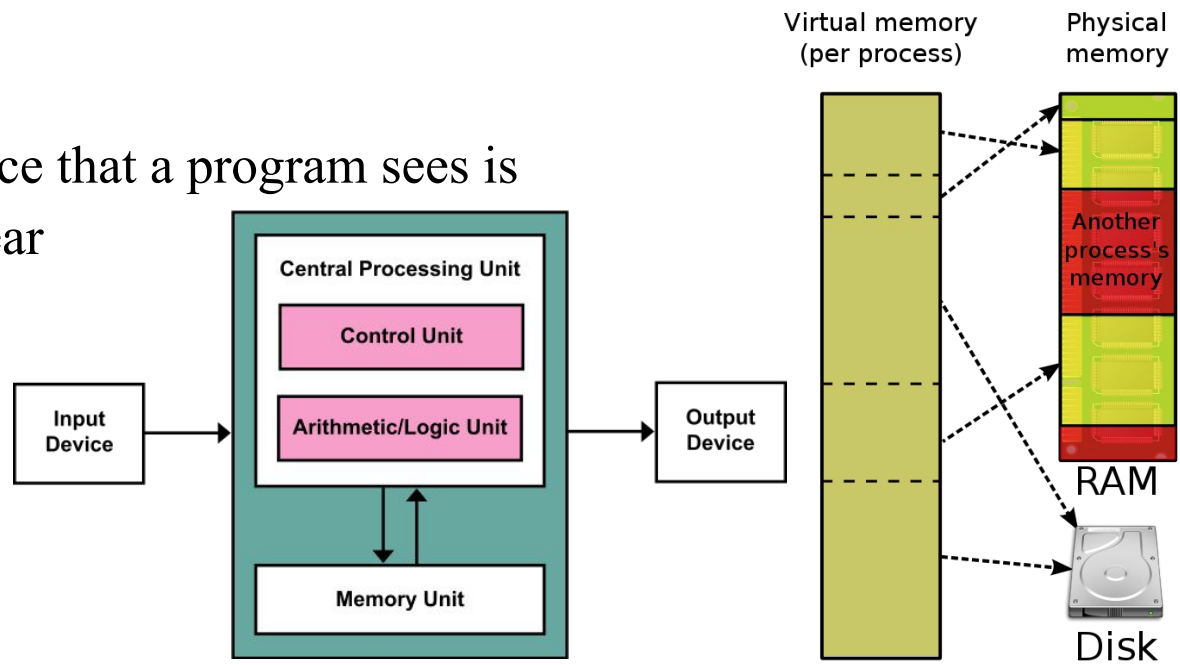 ce that a program sees is
ear
Central Processing Unit
Control Unit
Arithmetic/Logic Unit
Memory Unit
Input
Device
Output
Device
Virtual memory
(per process)
Physical
memory
Another
process's
memory
RAM
Disk